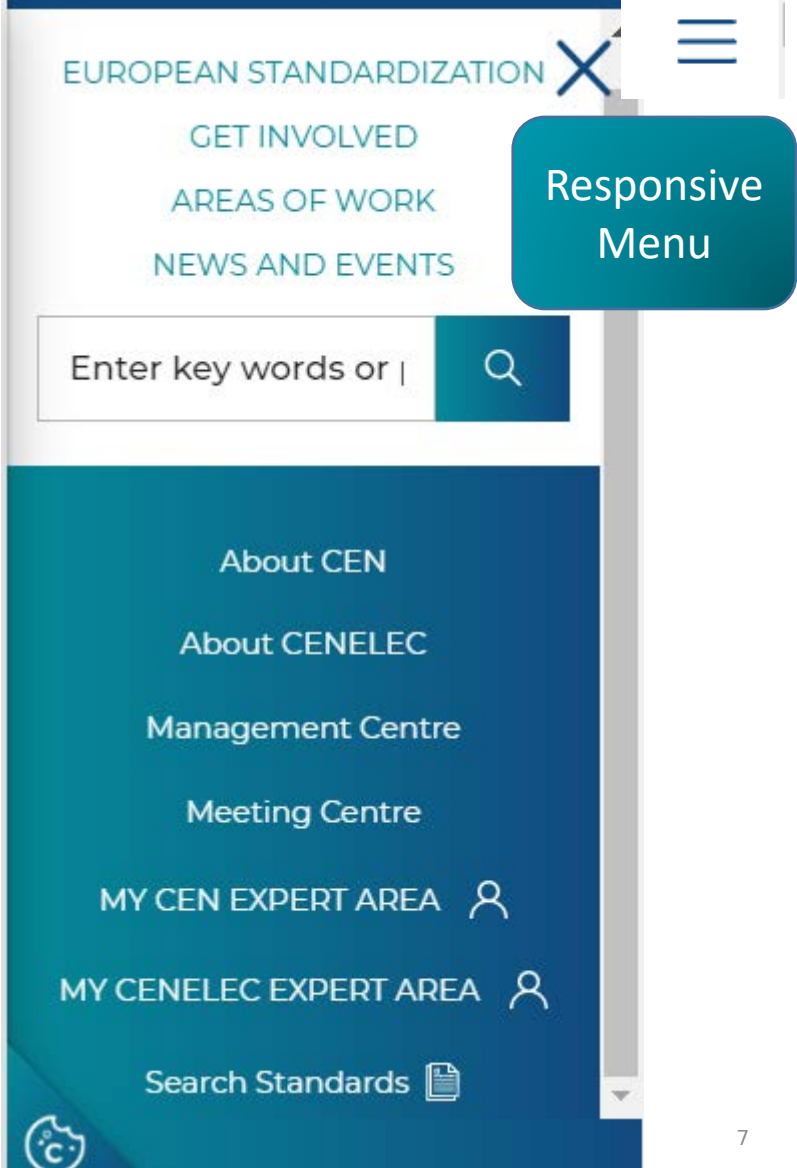 EUROPEAN STANDARDIZATION
GET INVOLVED
AREAS OF WORK
NEWS AND EVENTS
Responsive
Menu
Enter key words or
About CEN
About CENELEC
Management Centre
Meeting Centre
MY CEN EXPERT AREA
MY CENELEC EXPERT AREA
Search Standards
C
7